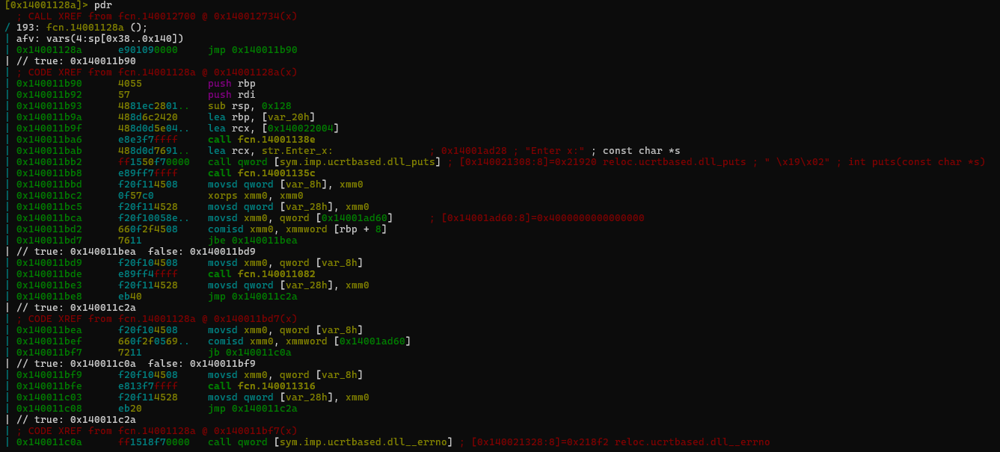 [0x14001128a]> pdr
; CALL XREF from fcn.140012700 @ 0x140012734(x)
/ 193: fcn.14001128a ();
| afv: vars(4:sp[0x38..0x140])
| 0x14001128a e901090000 jmp 0x140011b90
| // true: 0x140011b90
| ; CODE XREF from fcn.14001128a @ 0x14001128a(x)
| 0x140011b90 4055 push rbp
| 0x140011b92 57 push rdi
| 0x140011b93 4881ec2801.. sub rsp, 0x128
| 0x140011b9a 488d6c2420 lea rbp, [var_20h]
| 0x140011b9f 488d0d5e04.. lea rcx, [0x140022004]
| 0x140011ba6 e8e3f7ffff call fcn.14001138e
| 0x140011bab 488d0d7691.. lea rcx, str.Enter_x: ; 0x14001ad28 ; "Enter x:" ; const char *s
| 0x140011bb2 ff1550f70000 call qword [sym.imp.ucrtbased.dll_puts] ; [0x140021308:8]=0x21920 reloc.ucrtbased.dll_puts ; " \x19\x02" ; int puts(const char *s)
| 0x140011bb8 e89ff7ffff call fcn.14001135c
| 0x140011bbd f20f114508 movsd qword [var_8h], xmm0
| 0x140011bc2 0f57c0 xorps xmm0, xmm0
| 0x140011bc5 f20f114528 movsd qword [var_28h], xmm0
| 0x140011bca f20f10058e.. movsd xmm0, qword [0x14001ad60] ; [0x14001ad60:8]=0x4000000000000000
| 0x140011bd2 660f2f4508 comisd xmm0, xmmword [rbp + 8]
| 0x140011bd7 7611 jbe 0x140011bea
| // true: 0x140011bea false: 0x140011bd9
| 0x140011bd9 f20f104508 movsd xmm0, qword [var_8h]
| 0x140011bde e89ff4ffff call fcn.140011082
| 0x140011be3 f20f114528 movsd qword [var_28h], xmm0
| 0x140011be8 eb40 jmp 0x140011c2a
| // true: 0x140011c2a
| ; CODE XREF from fcn.14001128a @ 0x140011bd7(x)
| 0x140011bea f20f104508 movsd xmm0, qword [var_8h]
| 0x140011bef 660f2f0569.. comisd xmm0, xmmword [0x14001ad60]
| 0x140011bf7 7211 jb 0x140011c0a
| // true: 0x140011c0a false: 0x140011bf9
| 0x140011bf9 f20f104508 movsd xmm0, qword [var_8h]
| 0x140011bfe e813f7ffff call fcn.140011316
| 0x140011c03 f20f114528 movsd qword [var_28h], xmm0
| 0x140011c08 eb20 jmp 0x140011c2a
| // true: 0x140011c2a
| ; CODE XREF from fcn.14001128a @ 0x140011bf7(x)
| 0x140011c0a ff1518f70000 call qword [sym.imp.ucrtbased.dll__errno] ; [0x140021328:8]=0x218f2 reloc.ucrtbased.dll__errno